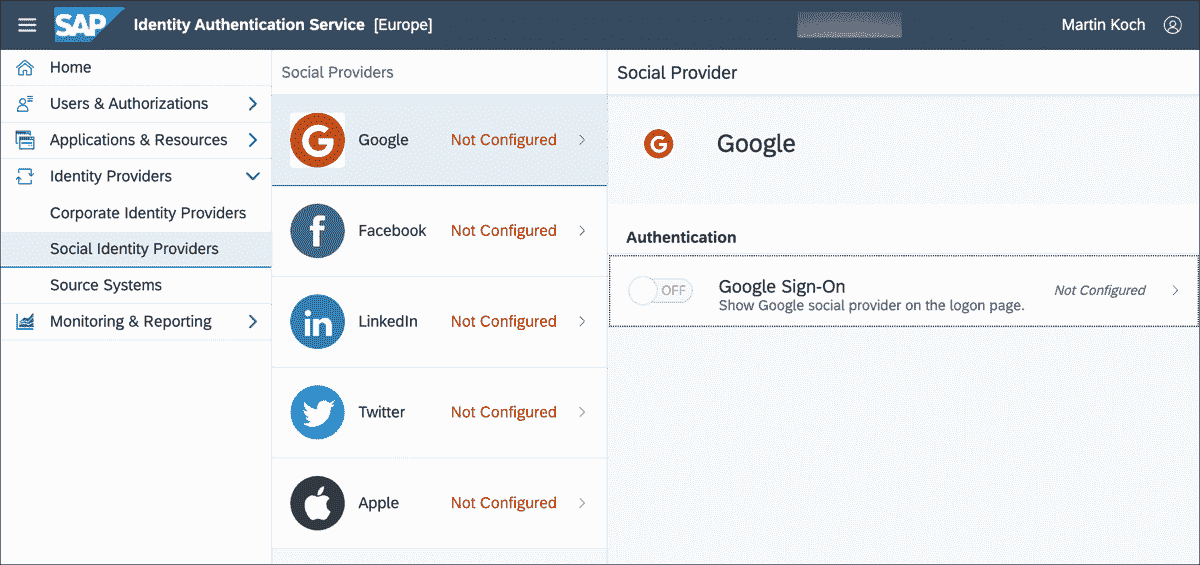 SAP Identity Authentication Service [Europe] Martin Koch
Home
Users & Authorizations
Applications & Resources
Identity Providers
Corporate Identity Providers
Social Identity Providers
Source Systems
Monitoring & Reporting
Social Providers
Google Not Configured
Facebook Not Configured
LinkedIn Not Configured
Twitter Not Configured
Apple Not Configured
Social Provider
Google
Authentication
OFF
Google Sign-On
Show Google social provider on the logon page.
Not Configured